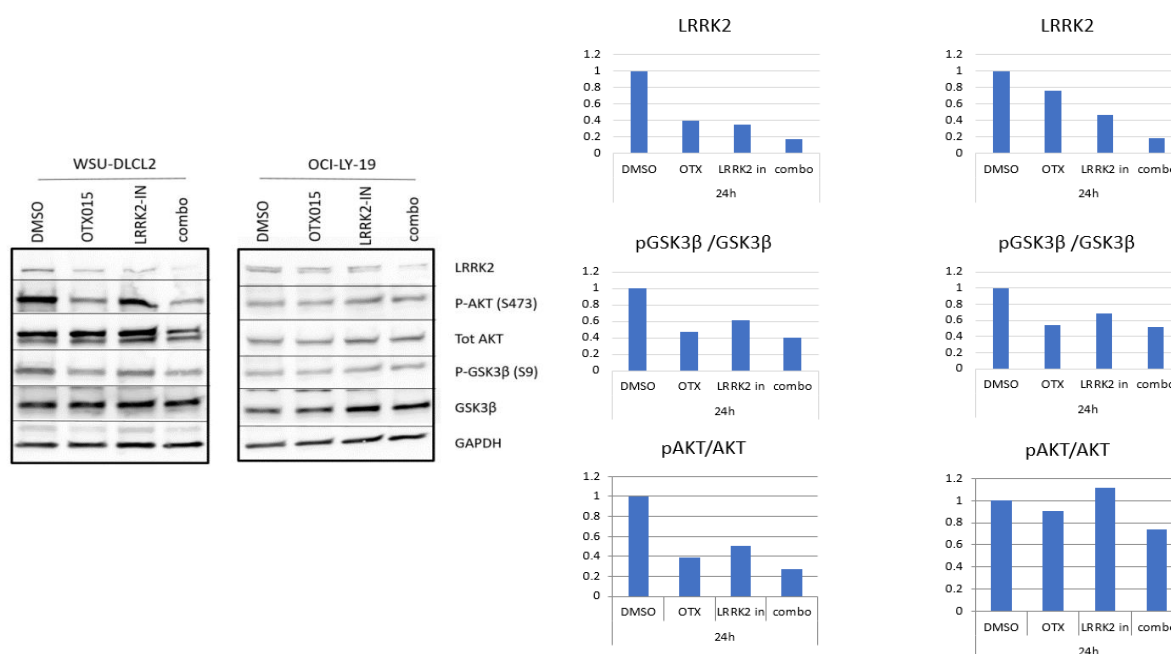 WSU-DLCL2
OCI-LY-19
DMSO
OTX015
LRRK2-IN
combo
DMSO
OTX015
LRRK2-IN
combo
LRRK2
P-AKT (S473)
Tot AKT
P-GSK3β (S9)
GSK3β
GAPDH
LRRK2
1.2
1
0.8
0.6
0.4
0.2
0
DMSO OTX LRRK2 in combo
24h
LRRK2
1.2
1
0.8
0.6
0.4
0.2
0
DMSO OTX LRRK2 in combo
24h
pGSK3β /GSK3β
1.2
1
0.8
0.6
0.4
0.2
0
DMSO OTX LRRK2 in combo
24h
pGSK3β /GSK3β
1.2
1
0.8
0.6
0.4
0.2
0
DMSO OTX LRRK2 in combo
24h
pAKT/AKT
1.2
1
0.8
0.6
0.4
0.2
0
DMSO OTX LRRK2 in combo
24h
pAKT/AKT
1.2
1
0.8
0.6
0.4
0.2
0
DMSO OTX LRRK2 in combo
24h